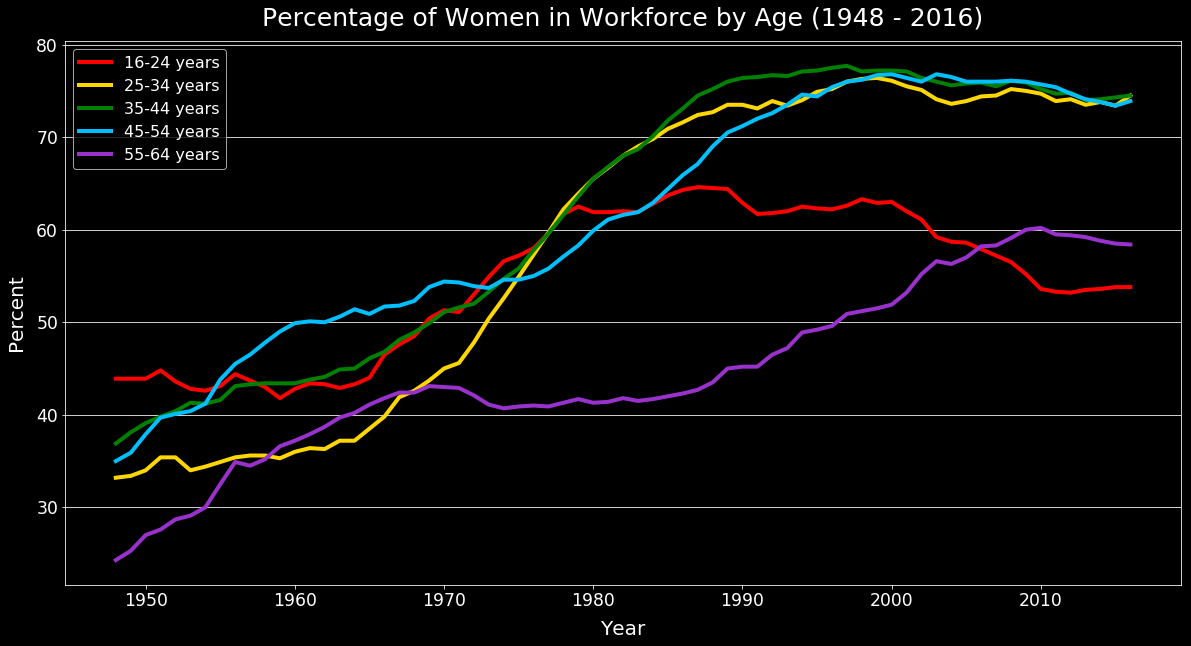 Percentage of Women in Workforce by Age (1948 - 2016)
16-24 years
25-34 years
35-44 years
45-54 years
55-64 years
80
70
60
50
40
30
Percent
1950 1960 1970 1980 1990 2000 2010
Year